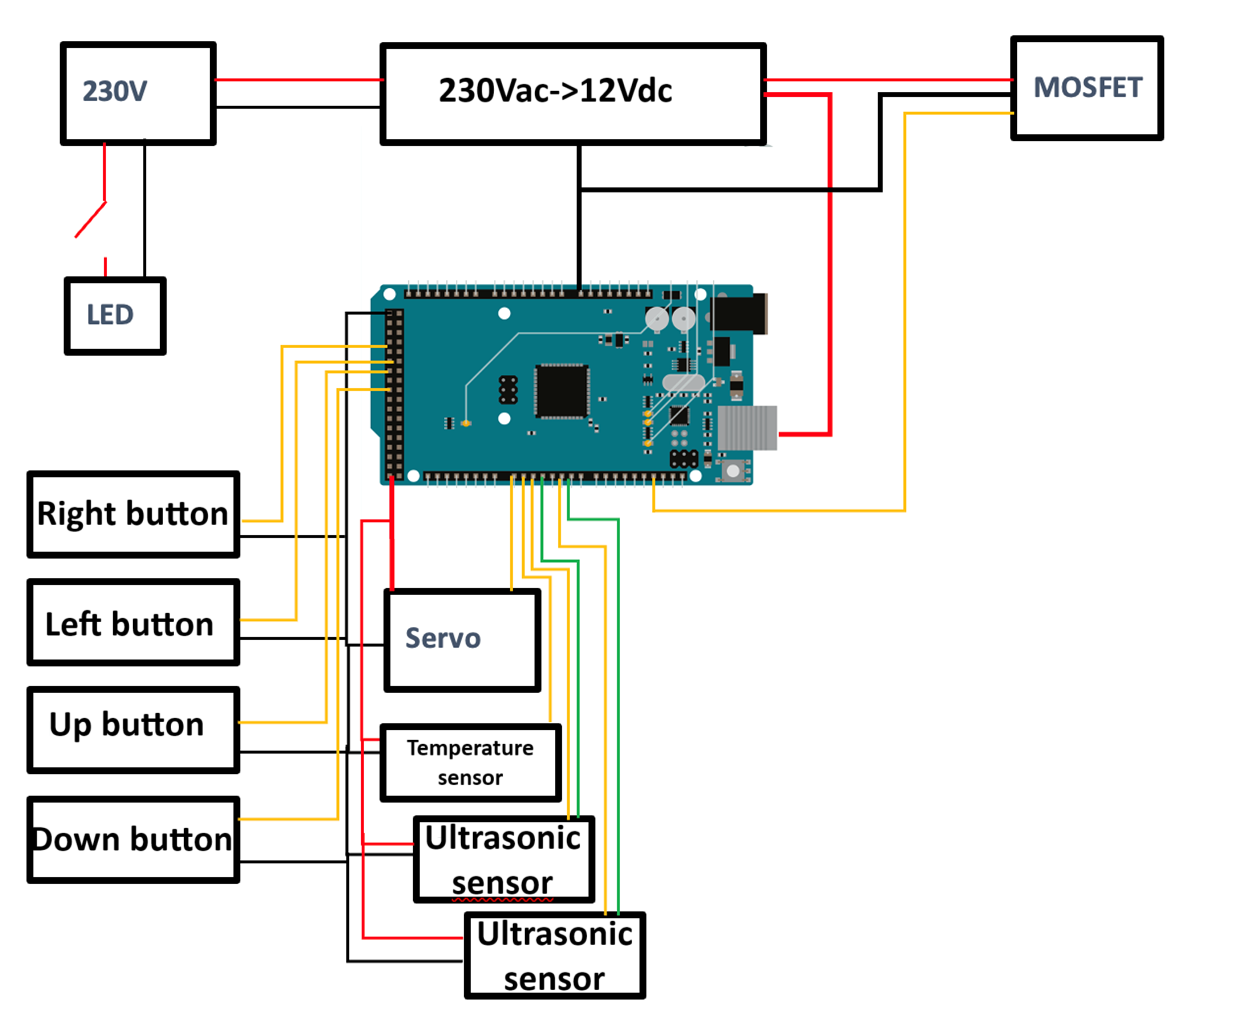 230V
230Vac->12Vdc
MOSFET
LED
Right button
Left button
Servo
Up button
Temperature
sensor
Down button
Ultrasonic
sensor
Ultrasonic
sensor